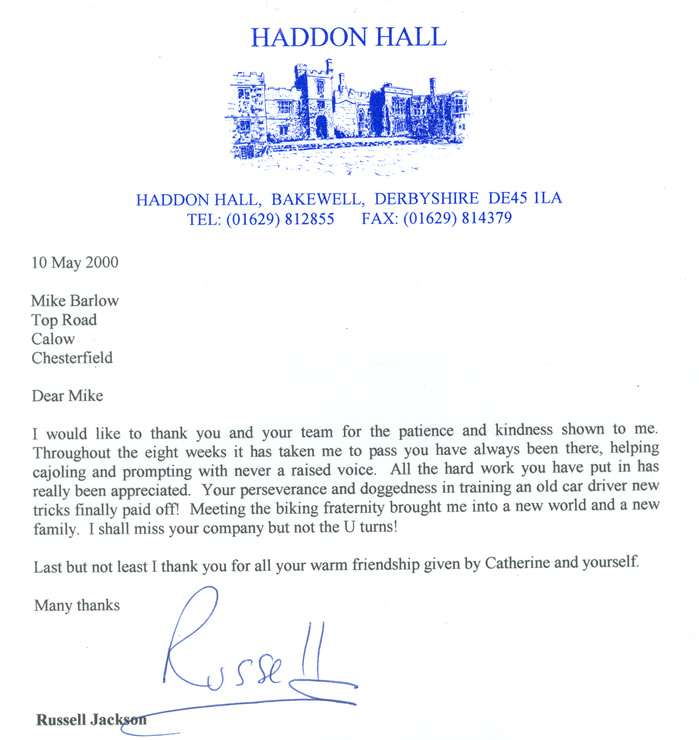 HADDON HALL
HADDON HALL, BAKEWELL, DERBYSHIRE DE45 1LA
TEL: (01629) 812855 FAX: (01629) 814379
10 May 2000
Mike Barlow
Top Road
Calow
Chesterfield
Dear Mike
I would like to thank you and your team for the patience and kindness shown to me.
Throughout the eight weeks it has taken me to pass you have always been there, helping
cajoling and prompting with never a raised voice. All the hard work you have put in has
really been appreciated. Your perseverance and doggedness in training an old car driver new
tricks finally paid off! Meeting the biking fraternity brought me into a new world and a new
family. I shall miss your company but not the U turns!
Last but not least I thank you for all your warm friendship given by Catherine and yourself.
Many thanks
Russell
Russell Jackson